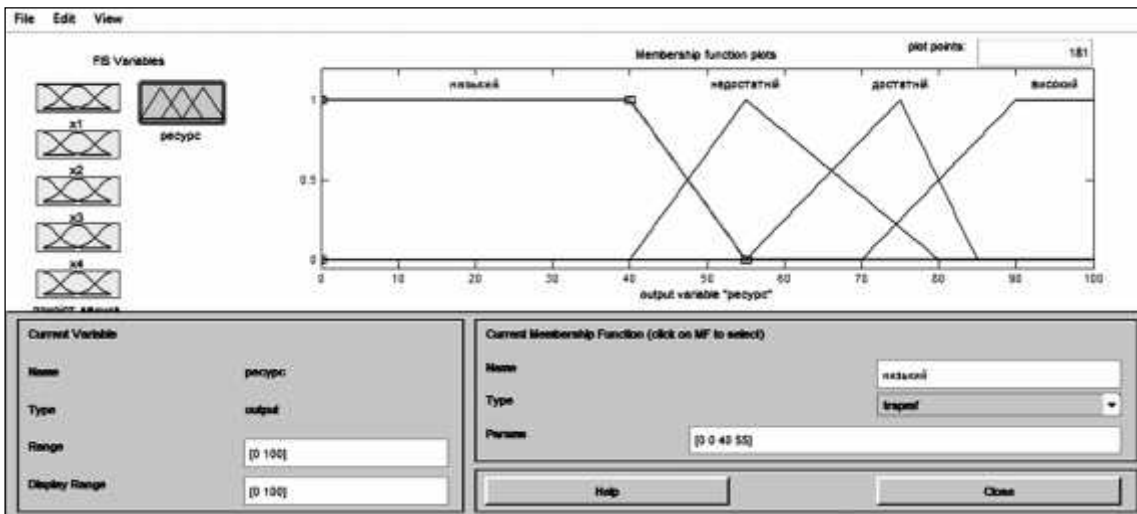 File Edit View
FIS Variables
x1
x2
x3
x4
ресурс
Membership function plots
plot points:
181
низький
недостатній
достатній
високий
1
0.5
0
0 10 20 30 40 50 60 70 80 90 100
output variable "ресурс"
Current Variable
Name ресурс
Type output
Range [0 100]
Display Range [0 100]
Current Membership Function (click on MF to select)
Name низький
Type trapmf
Params [0 0 40 55]
Help
Close